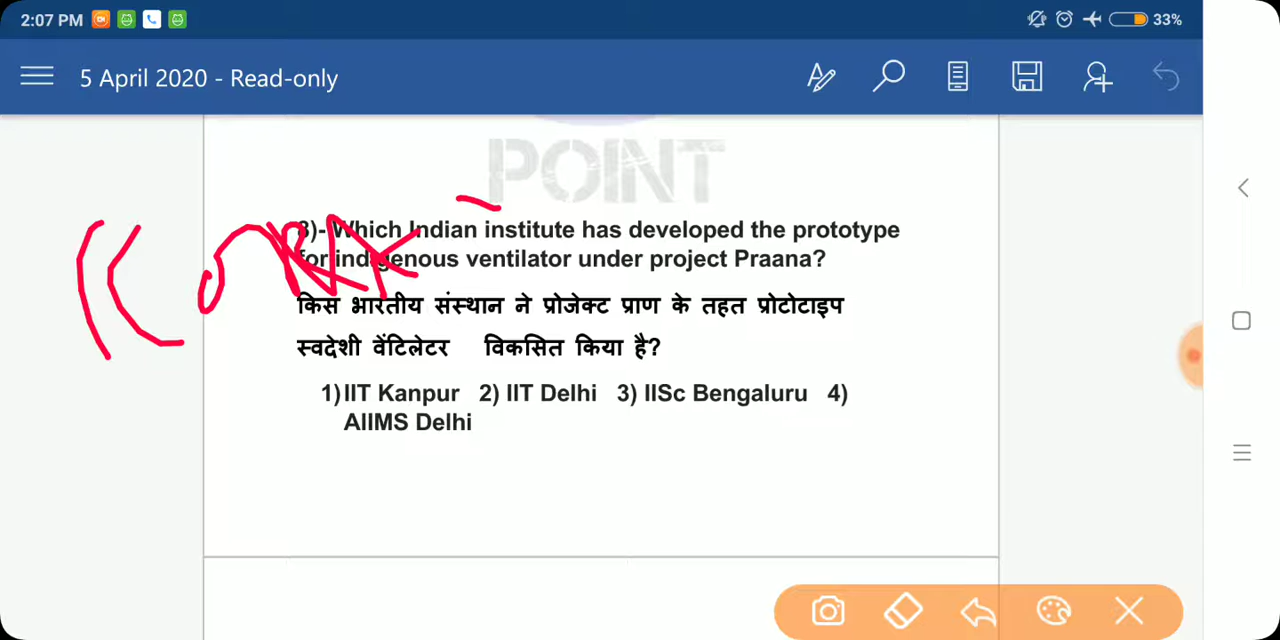 2:07 PM 33%
5 April 2020 - Read-only
POINT
8)- Which Indian institute has developed the prototype
for indigenous ventilator under project Praana?
किस भारतीय संस्थान ने प्रोजेक्ट प्राण के तहत प्रोटोटाइप
स्वदेशी वेंटिलेटर विकसित किया है?
1)IIT Kanpur 2) IIT Delhi 3) IISc Bengaluru 4)
AIIMS Delhi